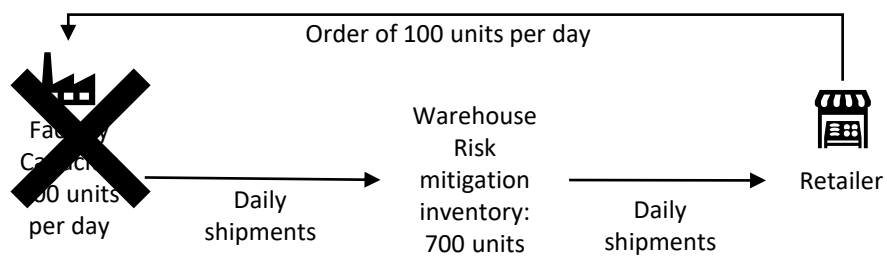 Order of 100 units per day
units
per day
Daily
shipments
Warehouse
Risk
mitigation
inventory:
700 units
Daily
shipments
Retailer